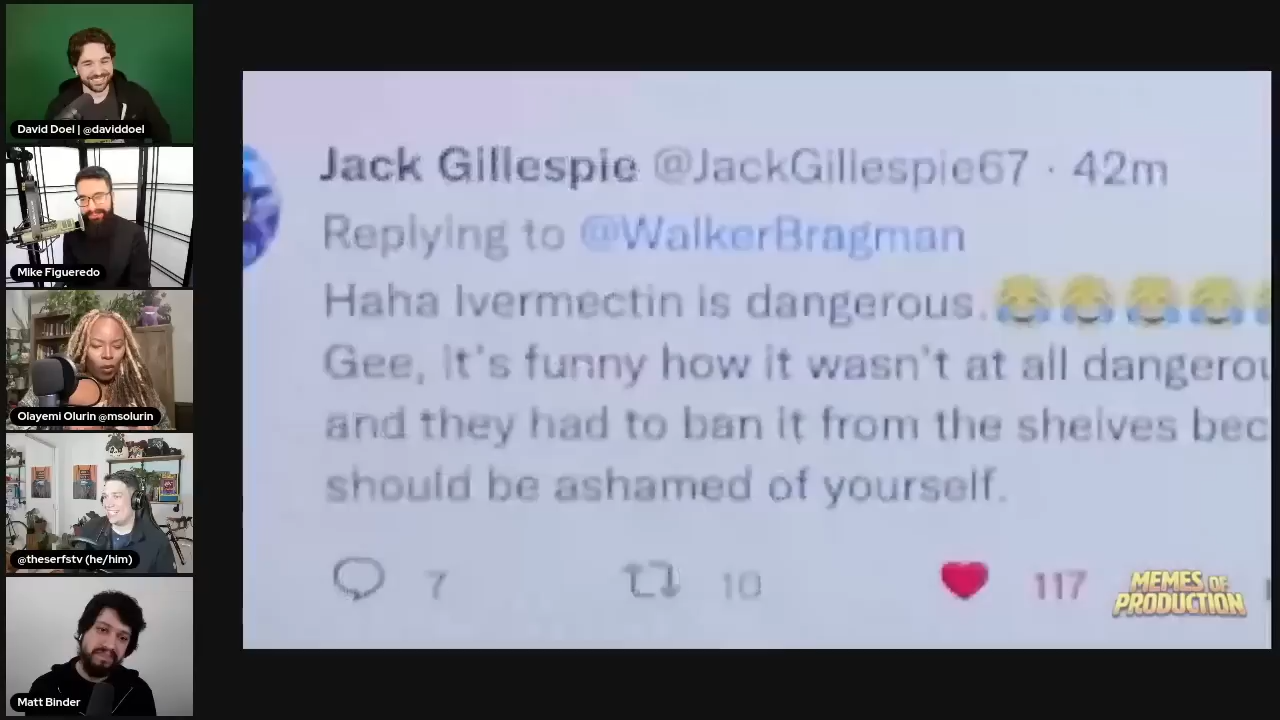 David Doel | @daviddoel
Mike Figueredo
Olayemi Olurin @msolurin
@theserfstv (he/him)
Matt Binder
Jack Gillespie @JackGillespie67 · 42m
Replying to @WalkerBragman
Haha Ivermectin is dangerous.😂😂😂😂
Gee, it's funny how it wasn't at all
and they had to ban it from the shelves
should be ashamed of yourself.
7 10 117
MEMES OF
PRODUCTION